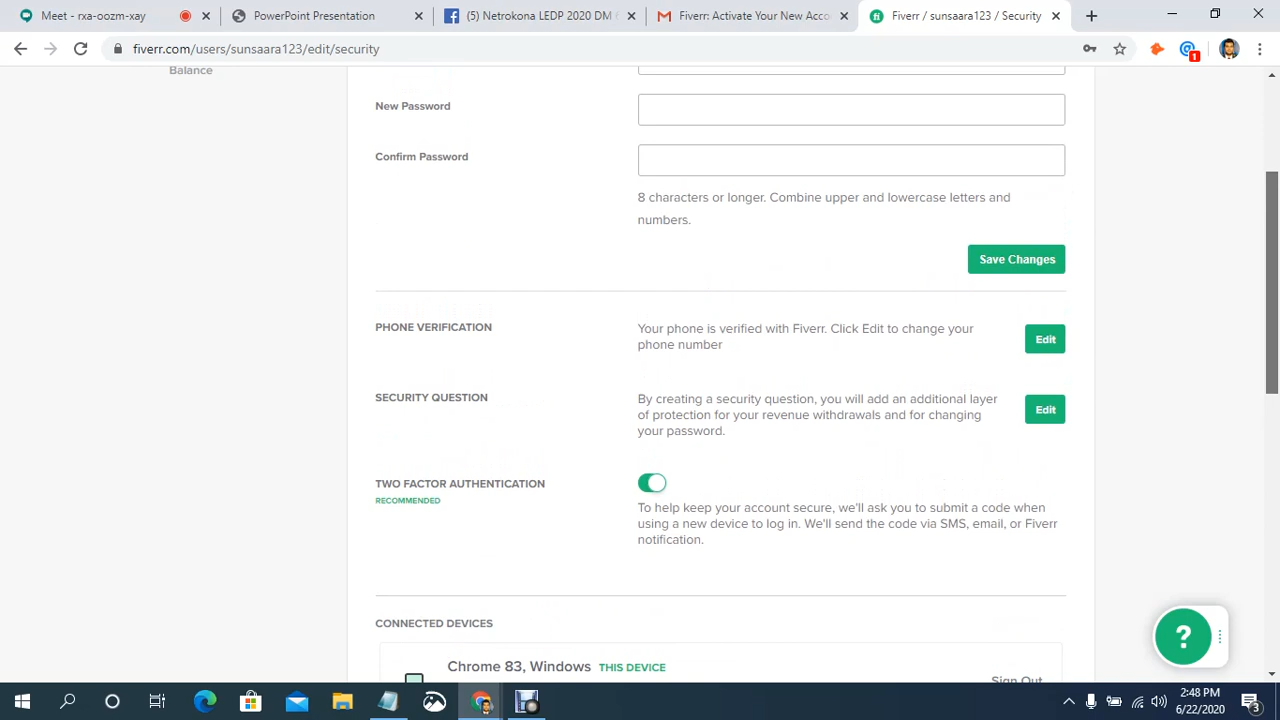 Meet - rxa-oozm-xay
PowerPoint Presentation
(5) Netrokona LEDP 2020 DM
Gmail Fiverr: Activate Your New Acco
Fiverr / sunsaara123 / Security
fiverr.com/users/sunsaara123/edit/security
1
Balance
New Password
Confirm Password
8 characters or longer. Combine upper and lowercase letters and
numbers.
Save Changes
PHONE VERIFICATION
Your phone is verified with Fiverr. Click Edit to change your
phone number
Edit
SECURITY QUESTION
By creating a security question, you will add an additional layer
of protection for your revenue withdrawals and for changing
your password.
Edit
TWO FACTOR AUTHENTICATION
RECOMMENDED
To help keep your account secure, we'll ask you to submit a code when
using a new device to log in. We'll send the code via SMS, email, or Fiverr
notification.
CONNECTED DEVICES
Chrome 83, Windows THIS DEVICE
Sign Out
?
2:48 PM
6/22/2020
3